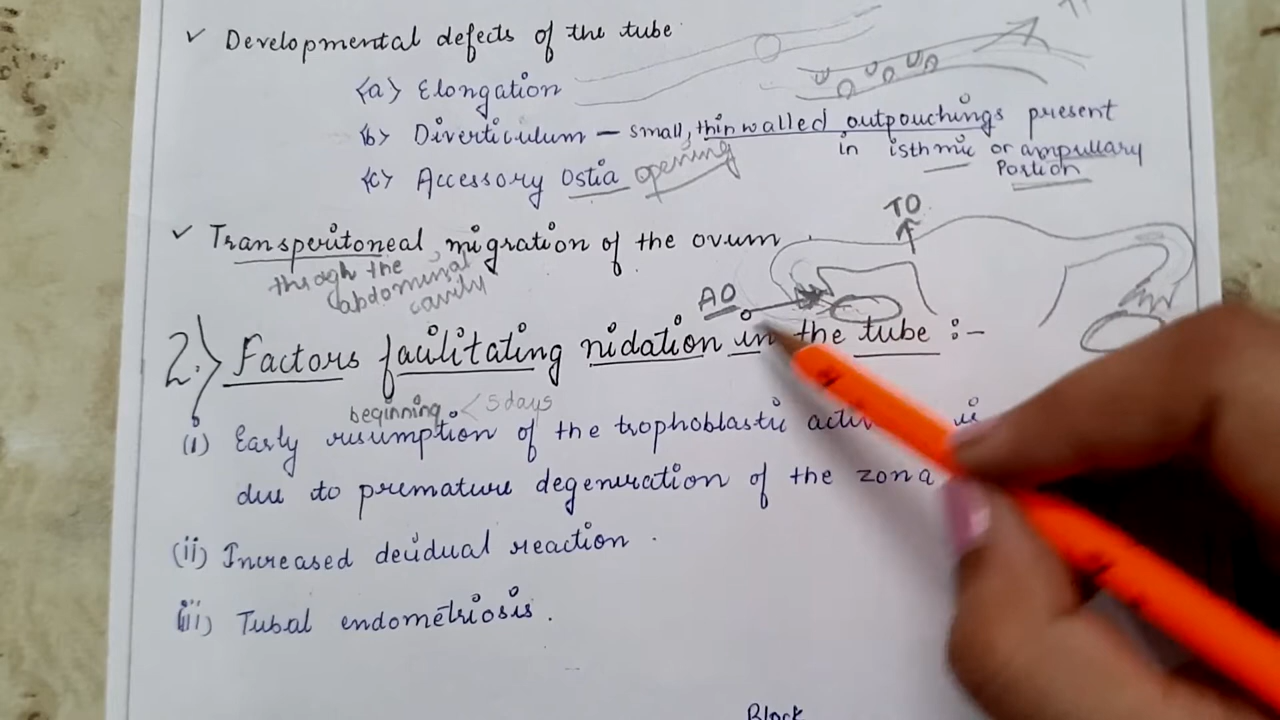 ✓ Developmental defects of the tube
(a) Elongation
(b) Diverticulum – small, thin walled outpouchings present
in isthmic or ampullary
Portion
(c) Accessory Ostia opening
TO
✓ Transperitoneal migration of the ovum
through the
abdominal
cavity
AO
2.) Factors facilitating nidation in the tube :-
beginning < 5 days
(i) Early resumption of the trophoblastic
due to premature degeneration of the zona
(ii) Increased decidual reaction .
(iii) Tubal endometriosis .
Block